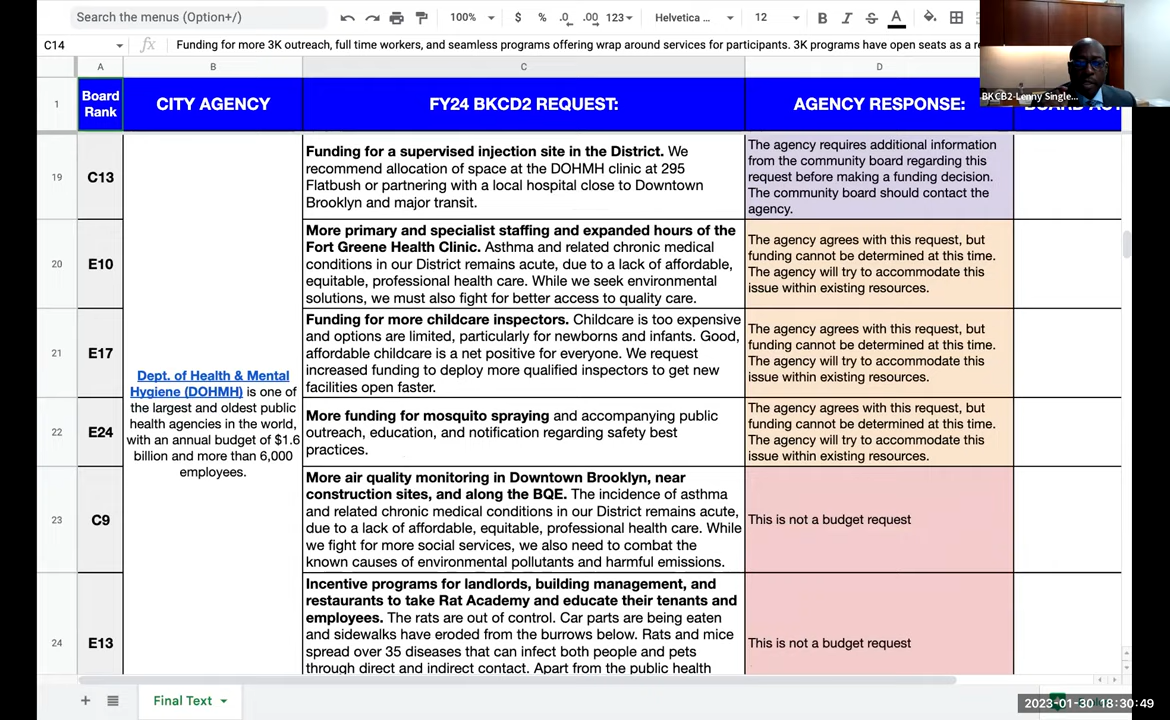 Search the menus (Option+/)
100%
$
%
.0
.00
123
Helvetica ...
12
B
I
S
A
C14
fx
Funding for more 3K outreach, full time workers, and seamless programs offering wrap around services for participants. 3K programs have open seats as a
BKCB2-Lenny Single...
A
B
C
D
1
Board
Rank
CITY AGENCY
FY24 BKCD2 REQUEST:
AGENCY RESPONSE:
19
C13
Funding for a supervised injection site in the District. We
recommend allocation of space at the DOHMH clinic at 295
Flatbush or partnering with a local hospital close to Downtown
Brooklyn and major transit.
The agency requires additional information
from the community board regarding this
request before making a funding decision.
The community board should contact the
agency.
20
E10
More primary and specialist staffing and expanded hours of the
Fort Greene Health Clinic. Asthma and related chronic medical
conditions in our District remains acute, due to a lack of affordable,
equitable, professional health care. While we seek environmental
solutions, we must also fight for better access to quality care.
The agency agrees with this request, but
funding cannot be determined at this time.
The agency will try to accommodate this
issue within existing resources.
21
E17
Funding for more childcare inspectors. Childcare is too expensive
and options are limited, particularly for newborns and infants. Good,
affordable childcare is a net positive for everyone. We request
increased funding to deploy more qualified inspectors to get new
facilities open faster.
The agency agrees with this request, but
funding cannot be determined at this time.
The agency will try to accommodate this
issue within existing resources.
Dept. of Health & Mental
Hygiene (DOHMH) is one of
the largest and oldest public
health agencies in the world,
with an annual budget of $1.6
billion and more than 6,000
employees.
22
E24
More funding for mosquito spraying and accompanying public
outreach, education, and notification regarding safety best
practices.
The agency agrees with this request, but
funding cannot be determined at this time.
The agency will try to accommodate this
issue within existing resources.
23
C9
More air quality monitoring in Downtown Brooklyn, near
construction sites, and along the BQE. The incidence of asthma
and related chronic medical conditions in our District remains acute,
due to a lack of affordable, equitable, professional health care. While
we fight for more social services, we also need to combat the
known causes of environmental pollutants and harmful emissions.
This is not a budget request
24
E13
Incentive programs for landlords, building management, and
restaurants to take Rat Academy and educate their tenants and
employees. The rats are out of control. Car parts are being eaten
and sidewalks have eroded from the burrows below. Rats and mice
spread over 35 diseases that can infect both people and pets
through direct and indirect contact. Apart from the public health
This is not a budget request
Final Text
2023-01-30 18:30:49